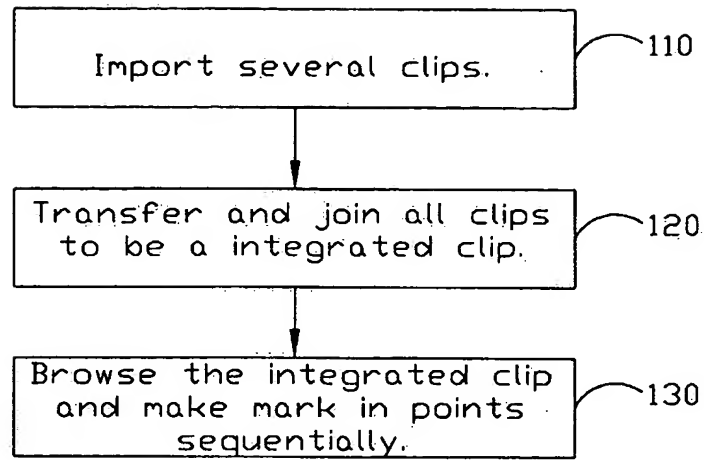 Import several clips.
110
Transfer and join all clips
to be a integrated clip.
120
Browse the integrated clip
and make mark in points
sequentially.
130